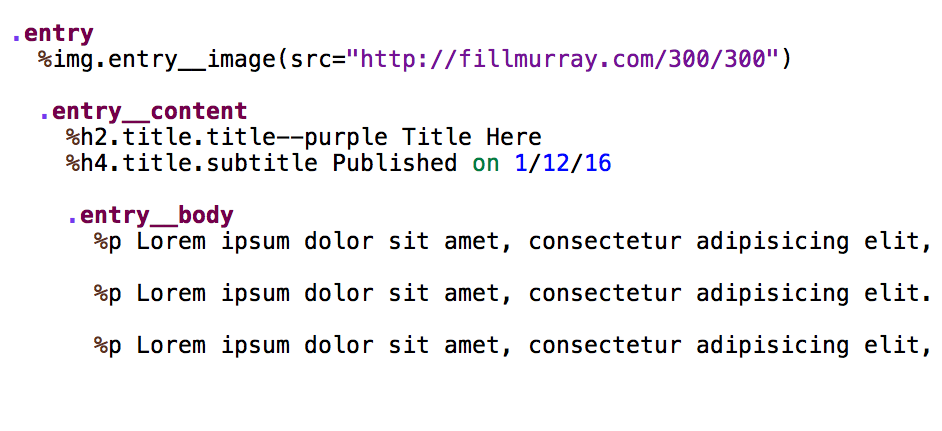 .entry
%img.entry__image(src="http://fillmurray.com/300/300")
.entry__content
%h2.title.title--purple Title Here
%h4.title.subtitle Published on 1/12/16
.entry__body
%p Lorem ipsum dolor sit amet, consectetur adipisicing elit,
%p Lorem ipsum dolor sit amet, consectetur adipisicing elit.
%p Lorem ipsum dolor sit amet, consectetur adipisicing elit,